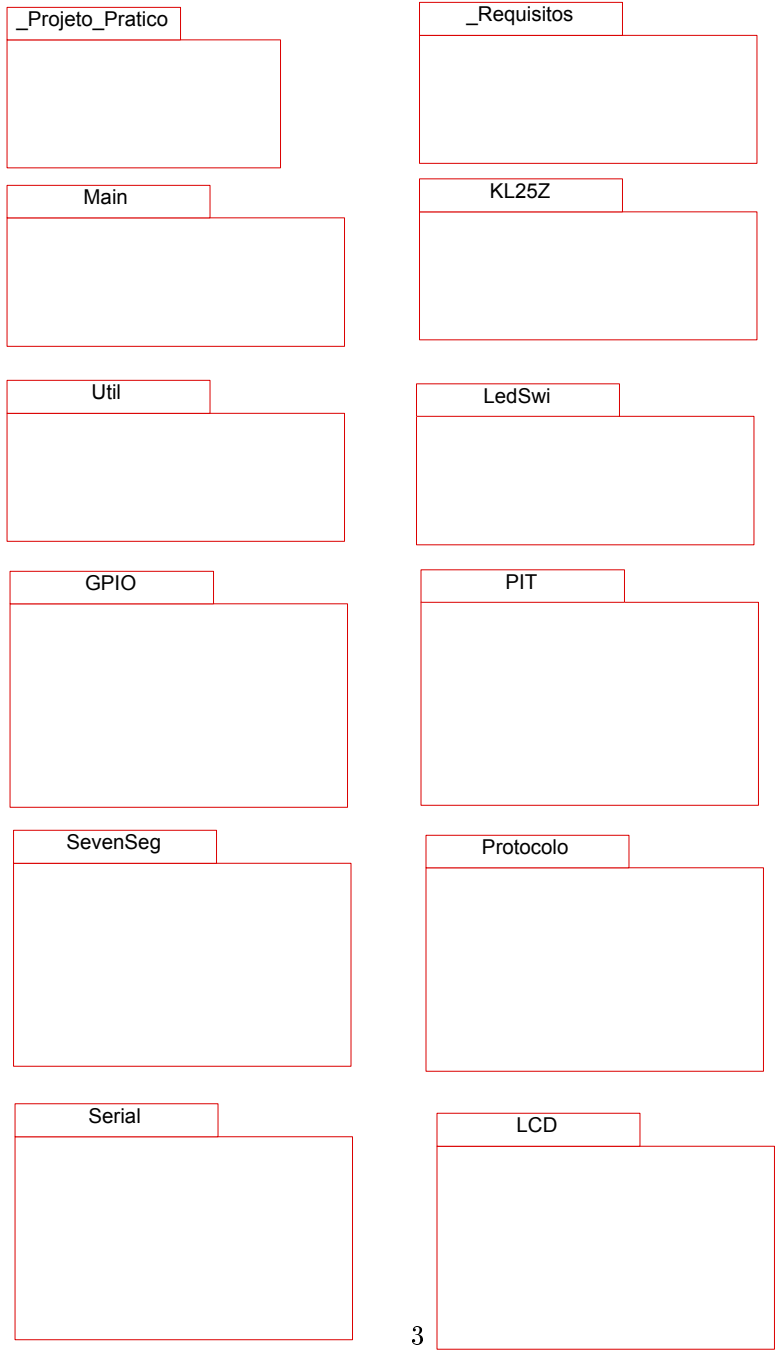 _Projeto_Pratico
_Requisitos
Main
KL25Z
Util
LedSwi
GPIO
PIT
SevenSeg
Protocolo
Serial
LCD
3